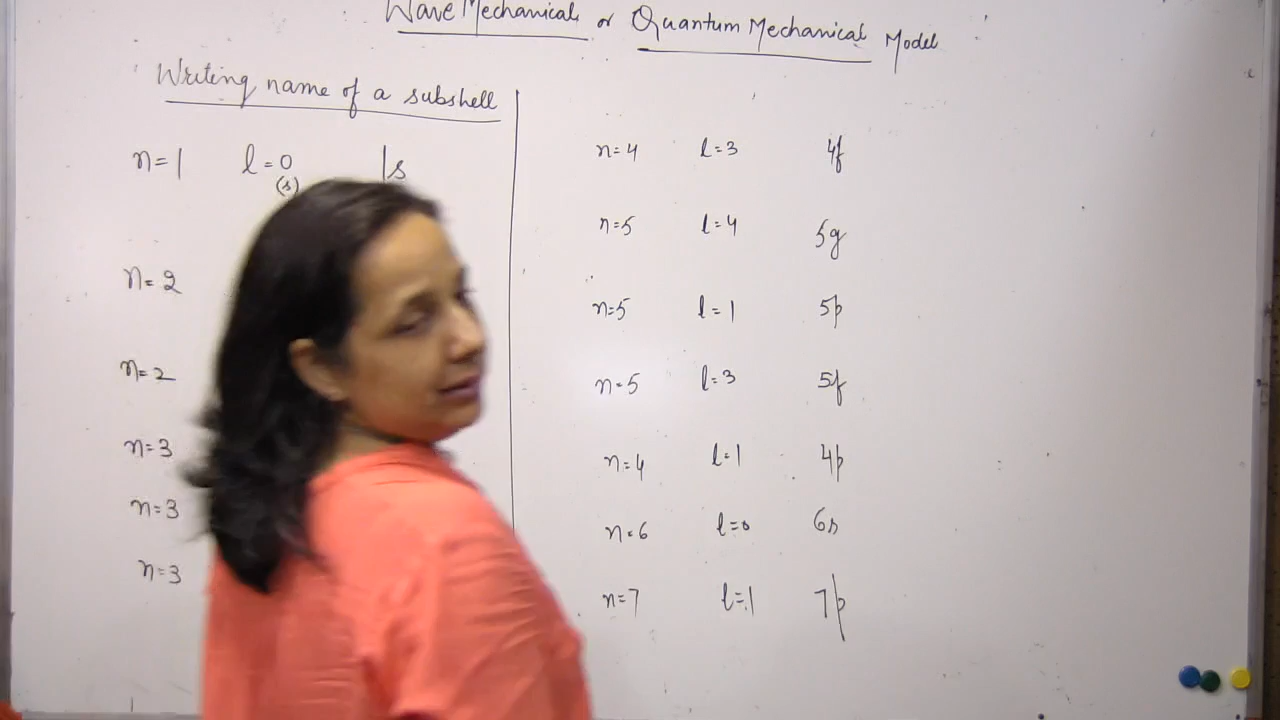 Wave Mechanical or Quantum Mechanical Model
Writing name of a subshell
n=1 l=0 1s
(s)
n=2
n=2
n=3
n=3
n=3
n=4 l=3 4f
n=5 l=4 5g
n=5 l=1 5p
n=5 l=3 5f
n=4 l=1 4p
n=6 l=0 6s
n=7 l=1 7p